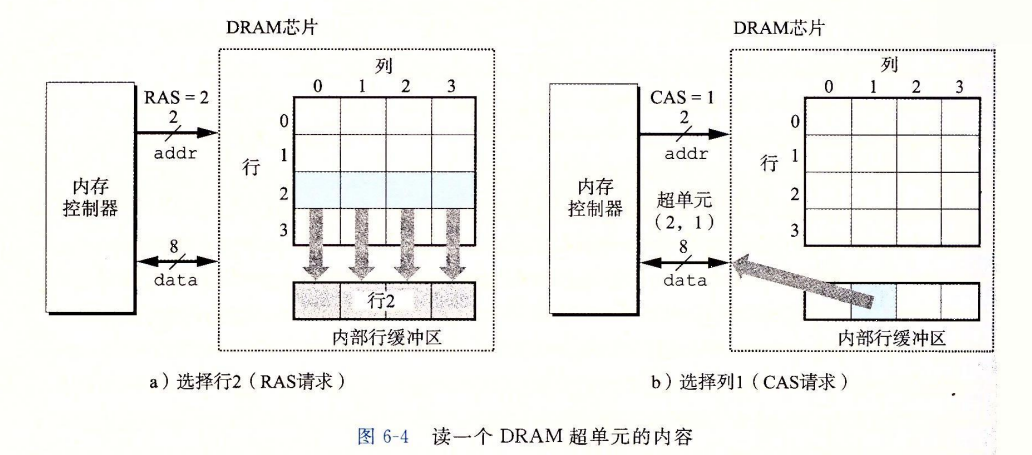 DRAM芯片
列
0 1 2 3
RAS = 2
2
addr
行
0
1
2
3
内存
控制器
8
data
行2
内部行缓冲区
a）选择行2（RAS请求）
DRAM芯片
列
0 1 2 3
CAS = 1
2
addr
行
0
1
2
3
内存
控制器
超单元
（2，1）
8
data
内部行缓冲区
b）选择列1（CAS请求）
图 6-4 读一个 DRAM 超单元的内容